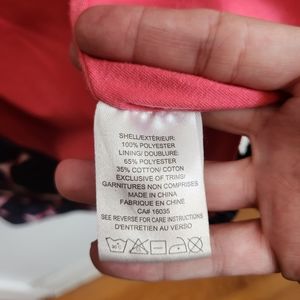 SHELL/EXTÉRIEUR:
100% POLYESTER
LINING/ DOUBLURE:
65% POLYESTER
35% COTTON/ COTON
EXCLUSIVE OF TRIMS/
GARNITURES NON COMPRISES
MADE IN CHINA
FABRIQUÉ EN CHINE
CA# 16035
SEE REVERSE FOR CARE INSTRUCTIONS
D'ENTRETIEN AU VERSO